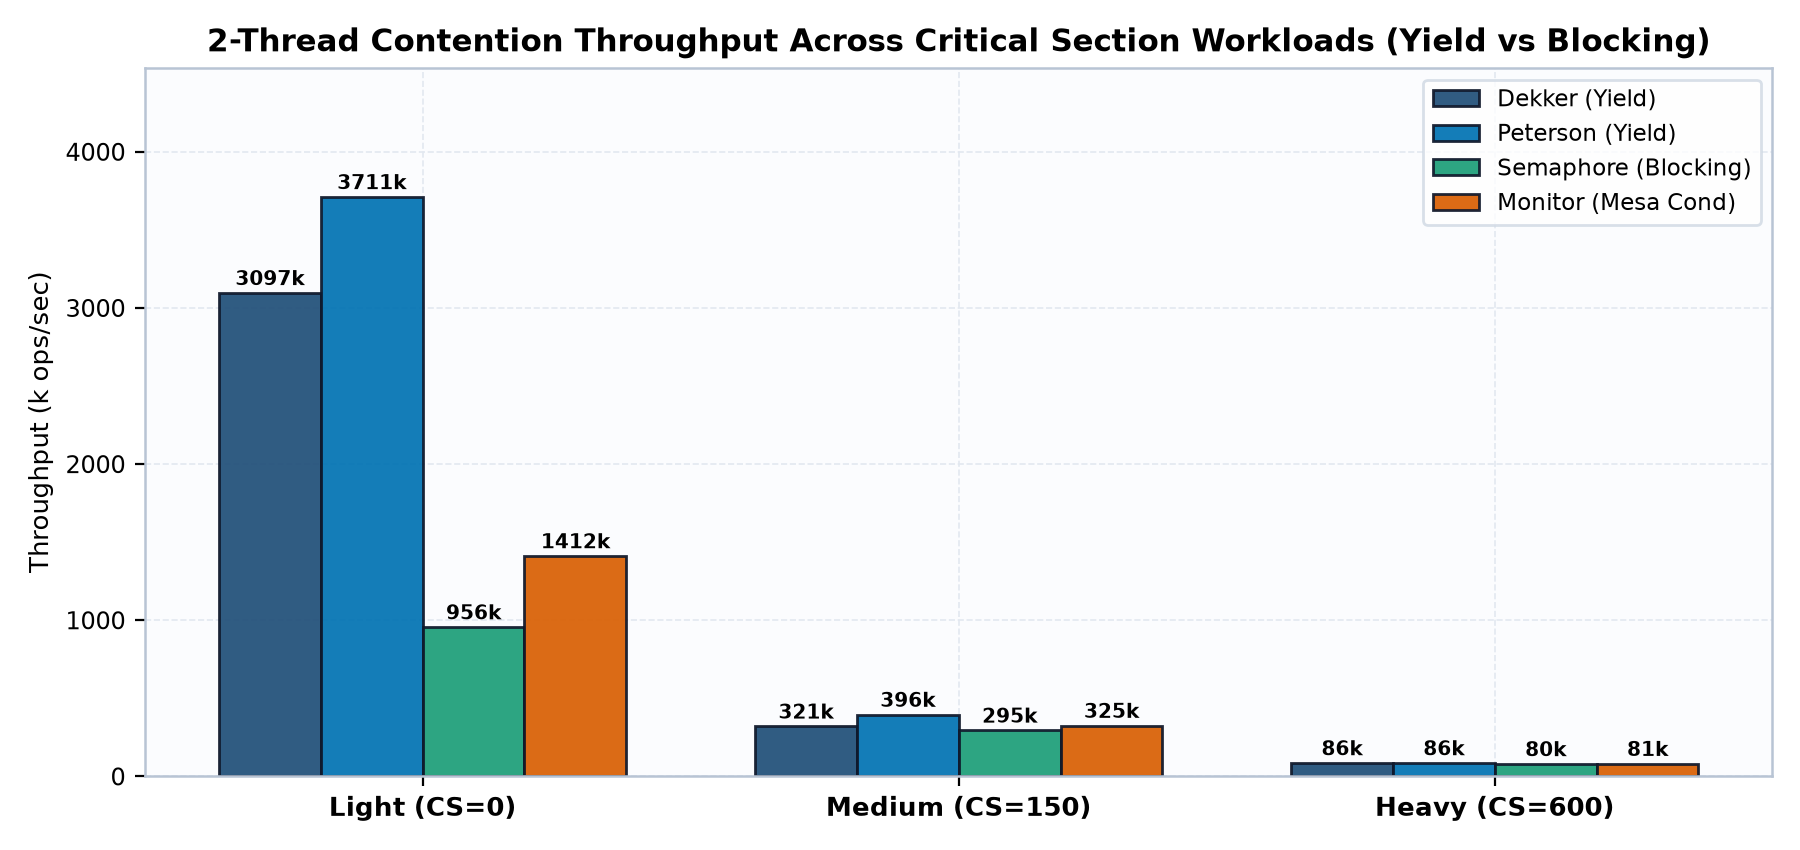 2-Thread Contention Throughput Across Critical Section Workloads (Yield vs Blocking)
Throughput (k ops/sec)
4000
3000
2000
1000
0
Dekker (Yield)
Peterson (Yield)
Semaphore (Blocking)
Monitor (Mesa Cond)
3097k
3711k
956k
1412k
321k
396k
295k
325k
86k
86k
80k
81k
Light (CS=0)
Medium (CS=150)
Heavy (CS=600)